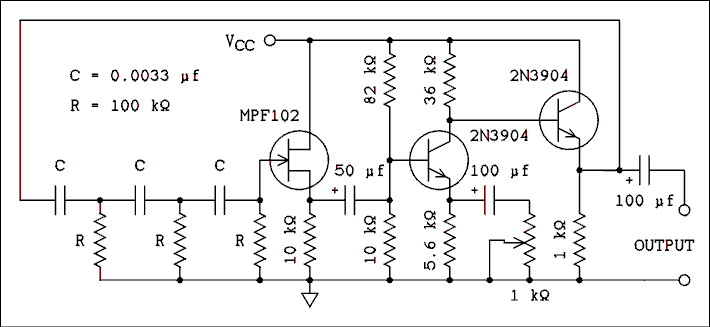 VCC
C = 0.0033 µf
R = 100 kΩ
82 kΩ
36 kΩ
2N3904
MPF102
2N3904
C
C
C
50 µf
+
100 µf
+
+
100 µf
R
R
R
10 kΩ
10 kΩ
5.6 kΩ
1 kΩ
1 kΩ
OUTPUT